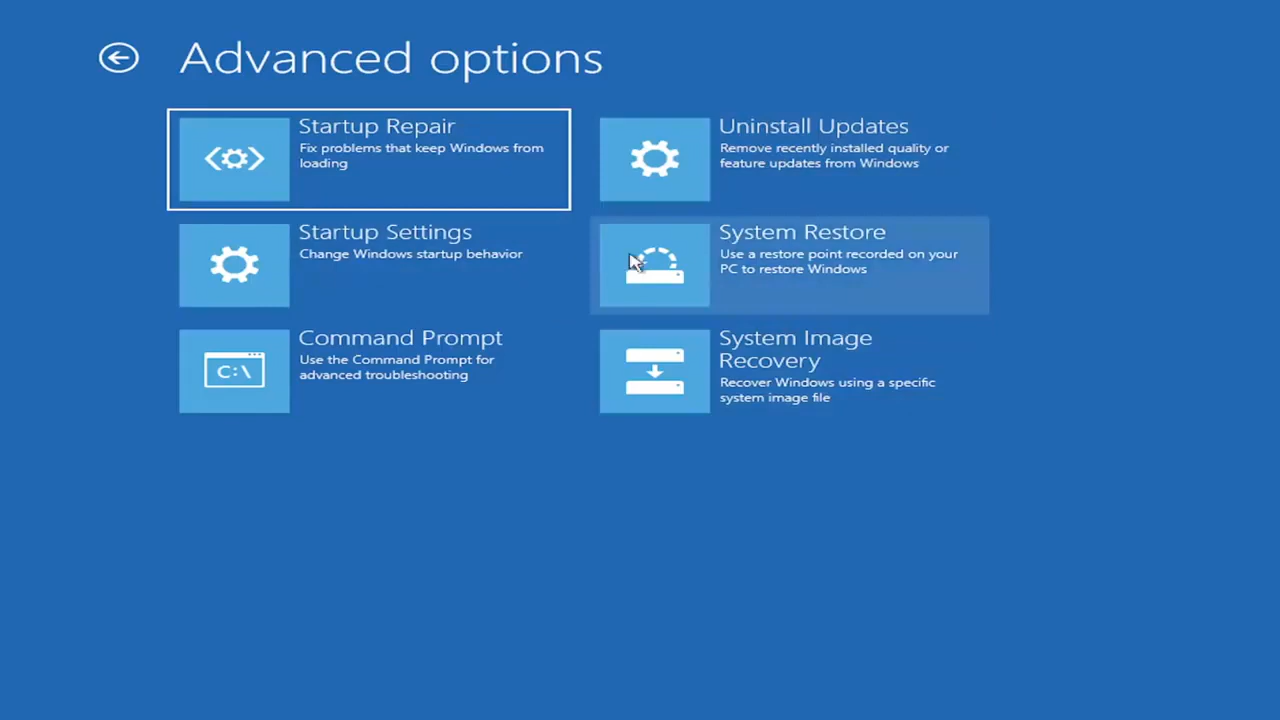 Advanced options
Startup Repair
Fix problems that keep Windows from
loading
Uninstall Updates
Remove recently installed quality or
feature updates from Windows
Startup Settings
Change Windows startup behavior
System Restore
Use a restore point recorded on your
PC to restore Windows
Command Prompt
Use the Command Prompt for
advanced troubleshooting
C:\
System Image
Recovery
Recover Windows using a specific
system image file